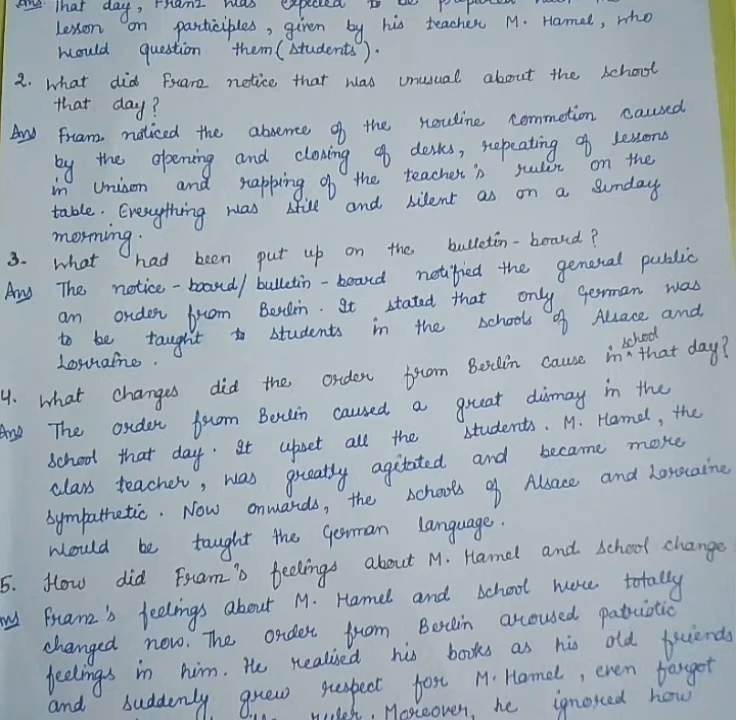 Ans That day, Franz was expected to be prepared
lesson on participles, given by his teacher M. Hamel, who
would question them (students).
2. What did Franz notice that was unusual about the school
that day?
Ans Franz noticed the absence of the routine commotion caused
by the opening and closing of desks, repeating of lessons
in unison and rapping of the teacher's ruler on the
table. Everything was still and silent as on a Sunday
morning.
3. What had been put up on the bulletin-board?
Ans The notice-board/bulletin-board notified the general public
an order from Berlin. It stated that only German was
to be taught to students in the schools of Alsace and
Lorraine.
4. What changes did the order from Berlin cause in school that day?
Ans The order from Berlin caused a great dismay in the
school that day. It upset all the students. M. Hamel, the
class teacher, was greatly agitated and became more
sympathetic. Now onwards, the schools of Alsace and Lorraine
would be taught the German language.
5. How did Franz's feelings about M. Hamel and school change
Ans Franz's feelings about M. Hamel and school were totally
changed now. The order from Berlin aroused patriotic
feelings in him. He realised his books as his old friends
and suddenly grew respect for M. Hamel, even forgot
ruler. Moreover, he ignored how